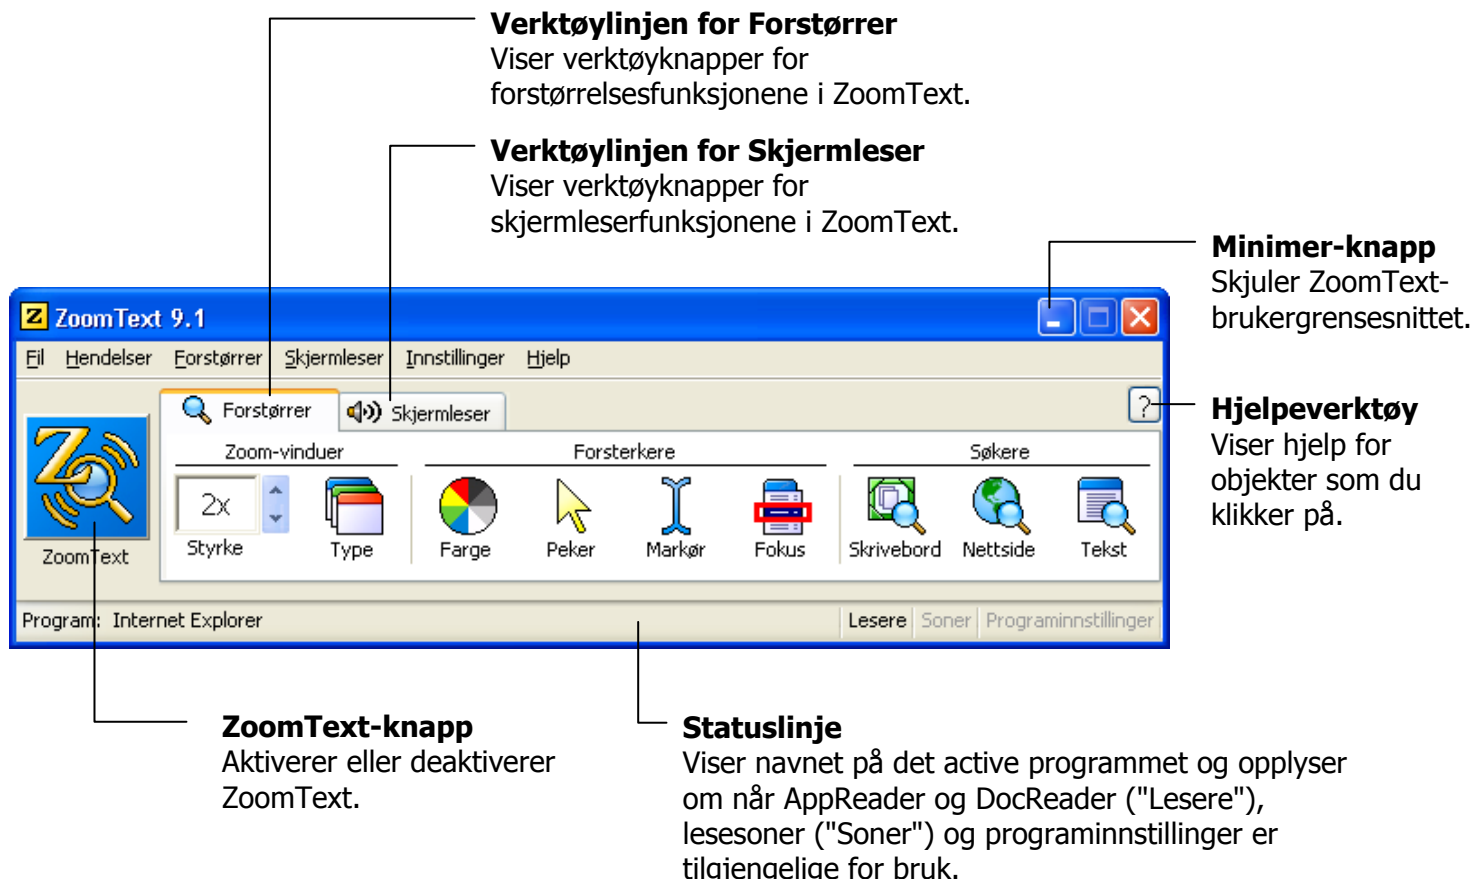 Verktøylinjen for Forstørrer
Viser verktøyknapper for
forstørrelsesfunksjonene i ZoomText.
Verktøylinjen for Skjermleser
Viser verktøyknapper for
skjermleserfunksjonene i ZoomText.
Minimer-knapp
Skjuler ZoomText-
brukergrensesnittet.
ZoomText 9.1
Fil Hendelser Forstørrer Skjermleser Innstillinger Hjelp
Forstørrer Skjermleser ?
Hjelpeverktøy
Viser hjelp for
objekter som du
klikker på.
Zoom-vinduer Forsterkere Søkere
2x
Styrke Type Farge Peker Markør Fokus Skrivebord Nettside Tekst
ZoomText
Program: Internet Explorer Lesere Soner Programinnstillinger
ZoomText-knapp
Aktiverer eller deaktiverer
ZoomText.
Statuslinje
Viser navnet på det active programmet og opplyser
om når AppReader og DocReader ("Lesere"),
lesesoner ("Soner") og programinnstillinger er
tilgjengelige for bruk.